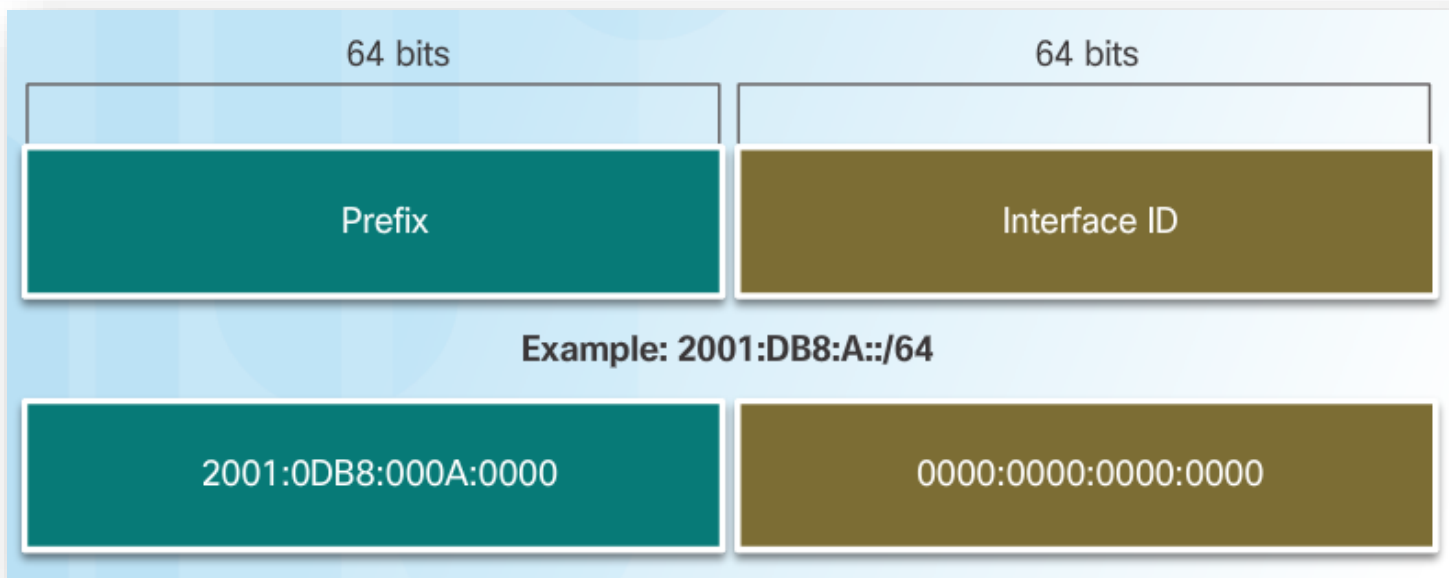 64 bits 64 bits
Prefix Interface ID
Example: 2001:DB8:A::/64
2001:0DB8:000A:0000 0000:0000:0000:0000